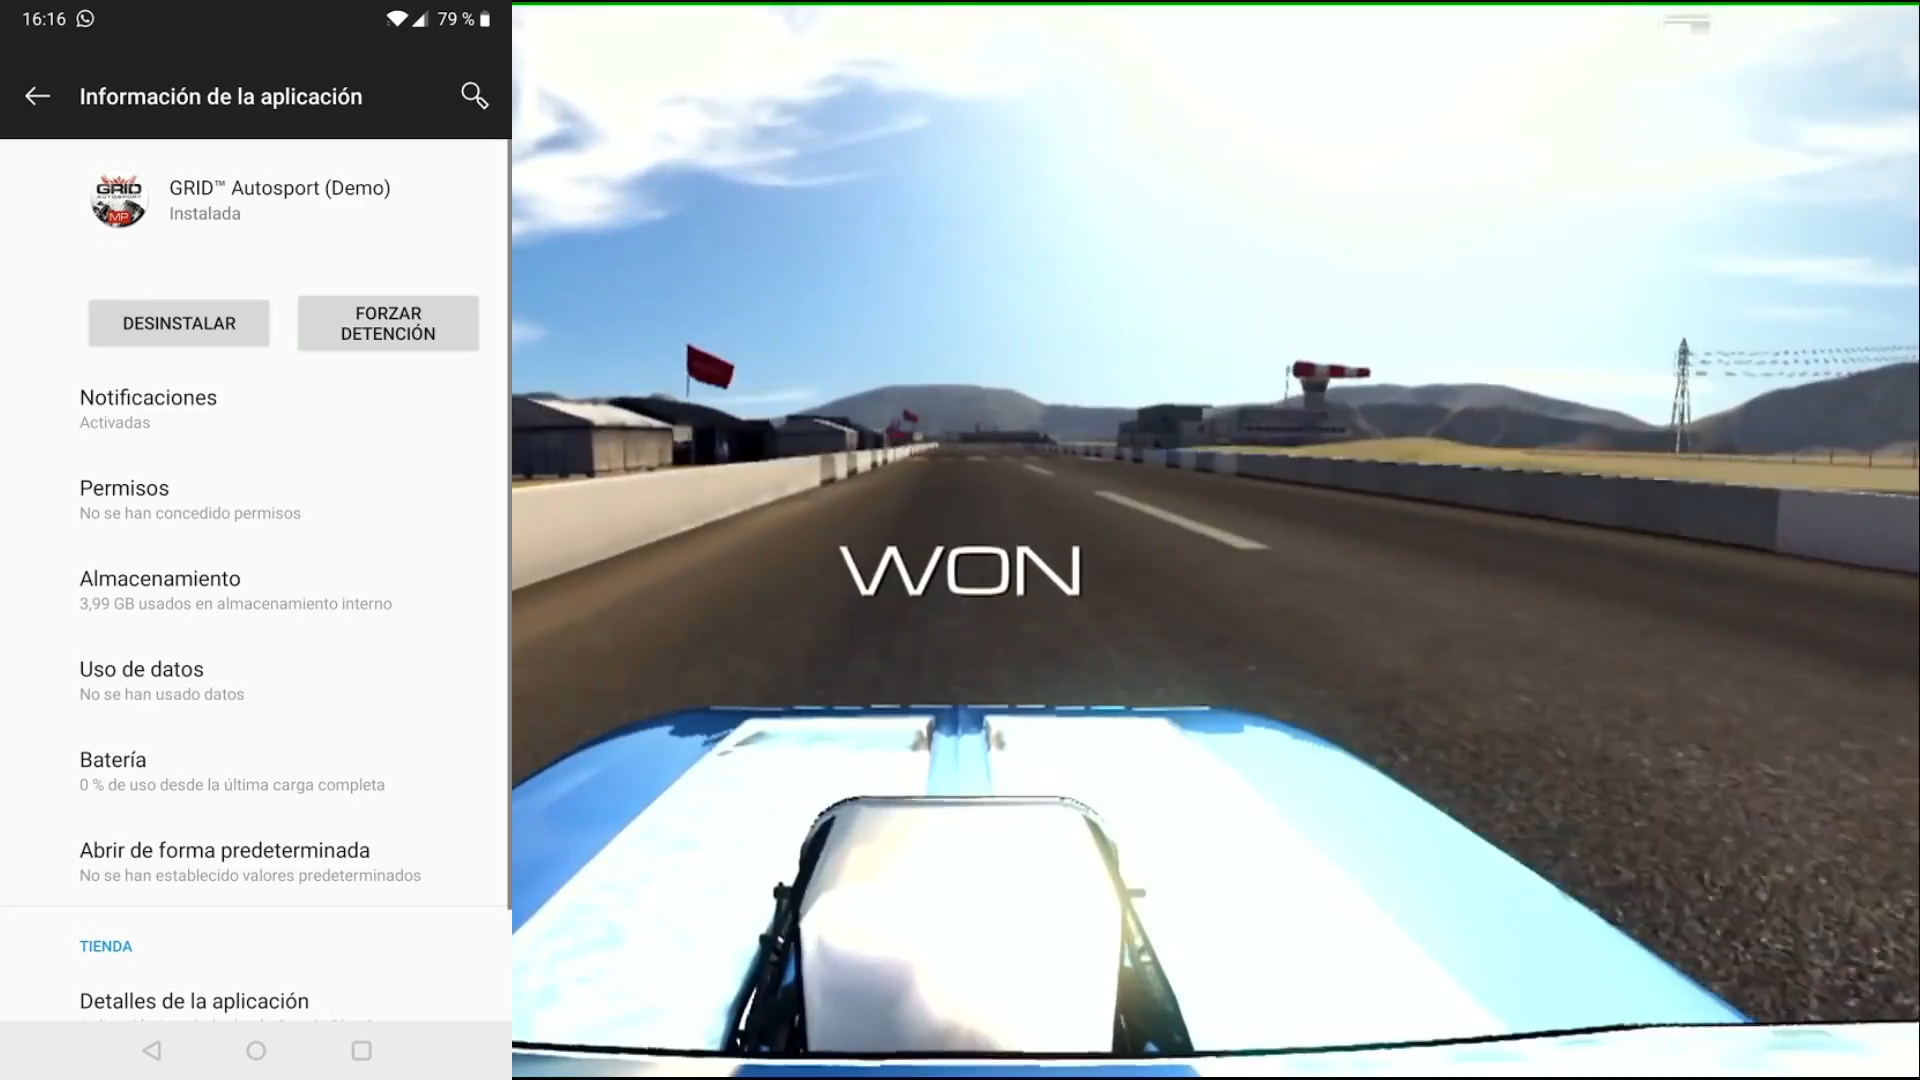 16:16
79 %
Información de la aplicación
GRID
AUTOSPORT
MP
GRID™ Autosport (Demo)
Instalada
DESINSTALAR
FORZAR
DETENCIÓN
Notificaciones
Activadas
Permisos
No se han concedido permisos
Almacenamiento
3,99 GB usados en almacenamiento interno
Uso de datos
No se han usado datos
Batería
0 % de uso desde la última carga completa
Abrir de forma predeterminada
No se han establecido valores predeterminados
TIENDA
Detalles de la aplicación
WON